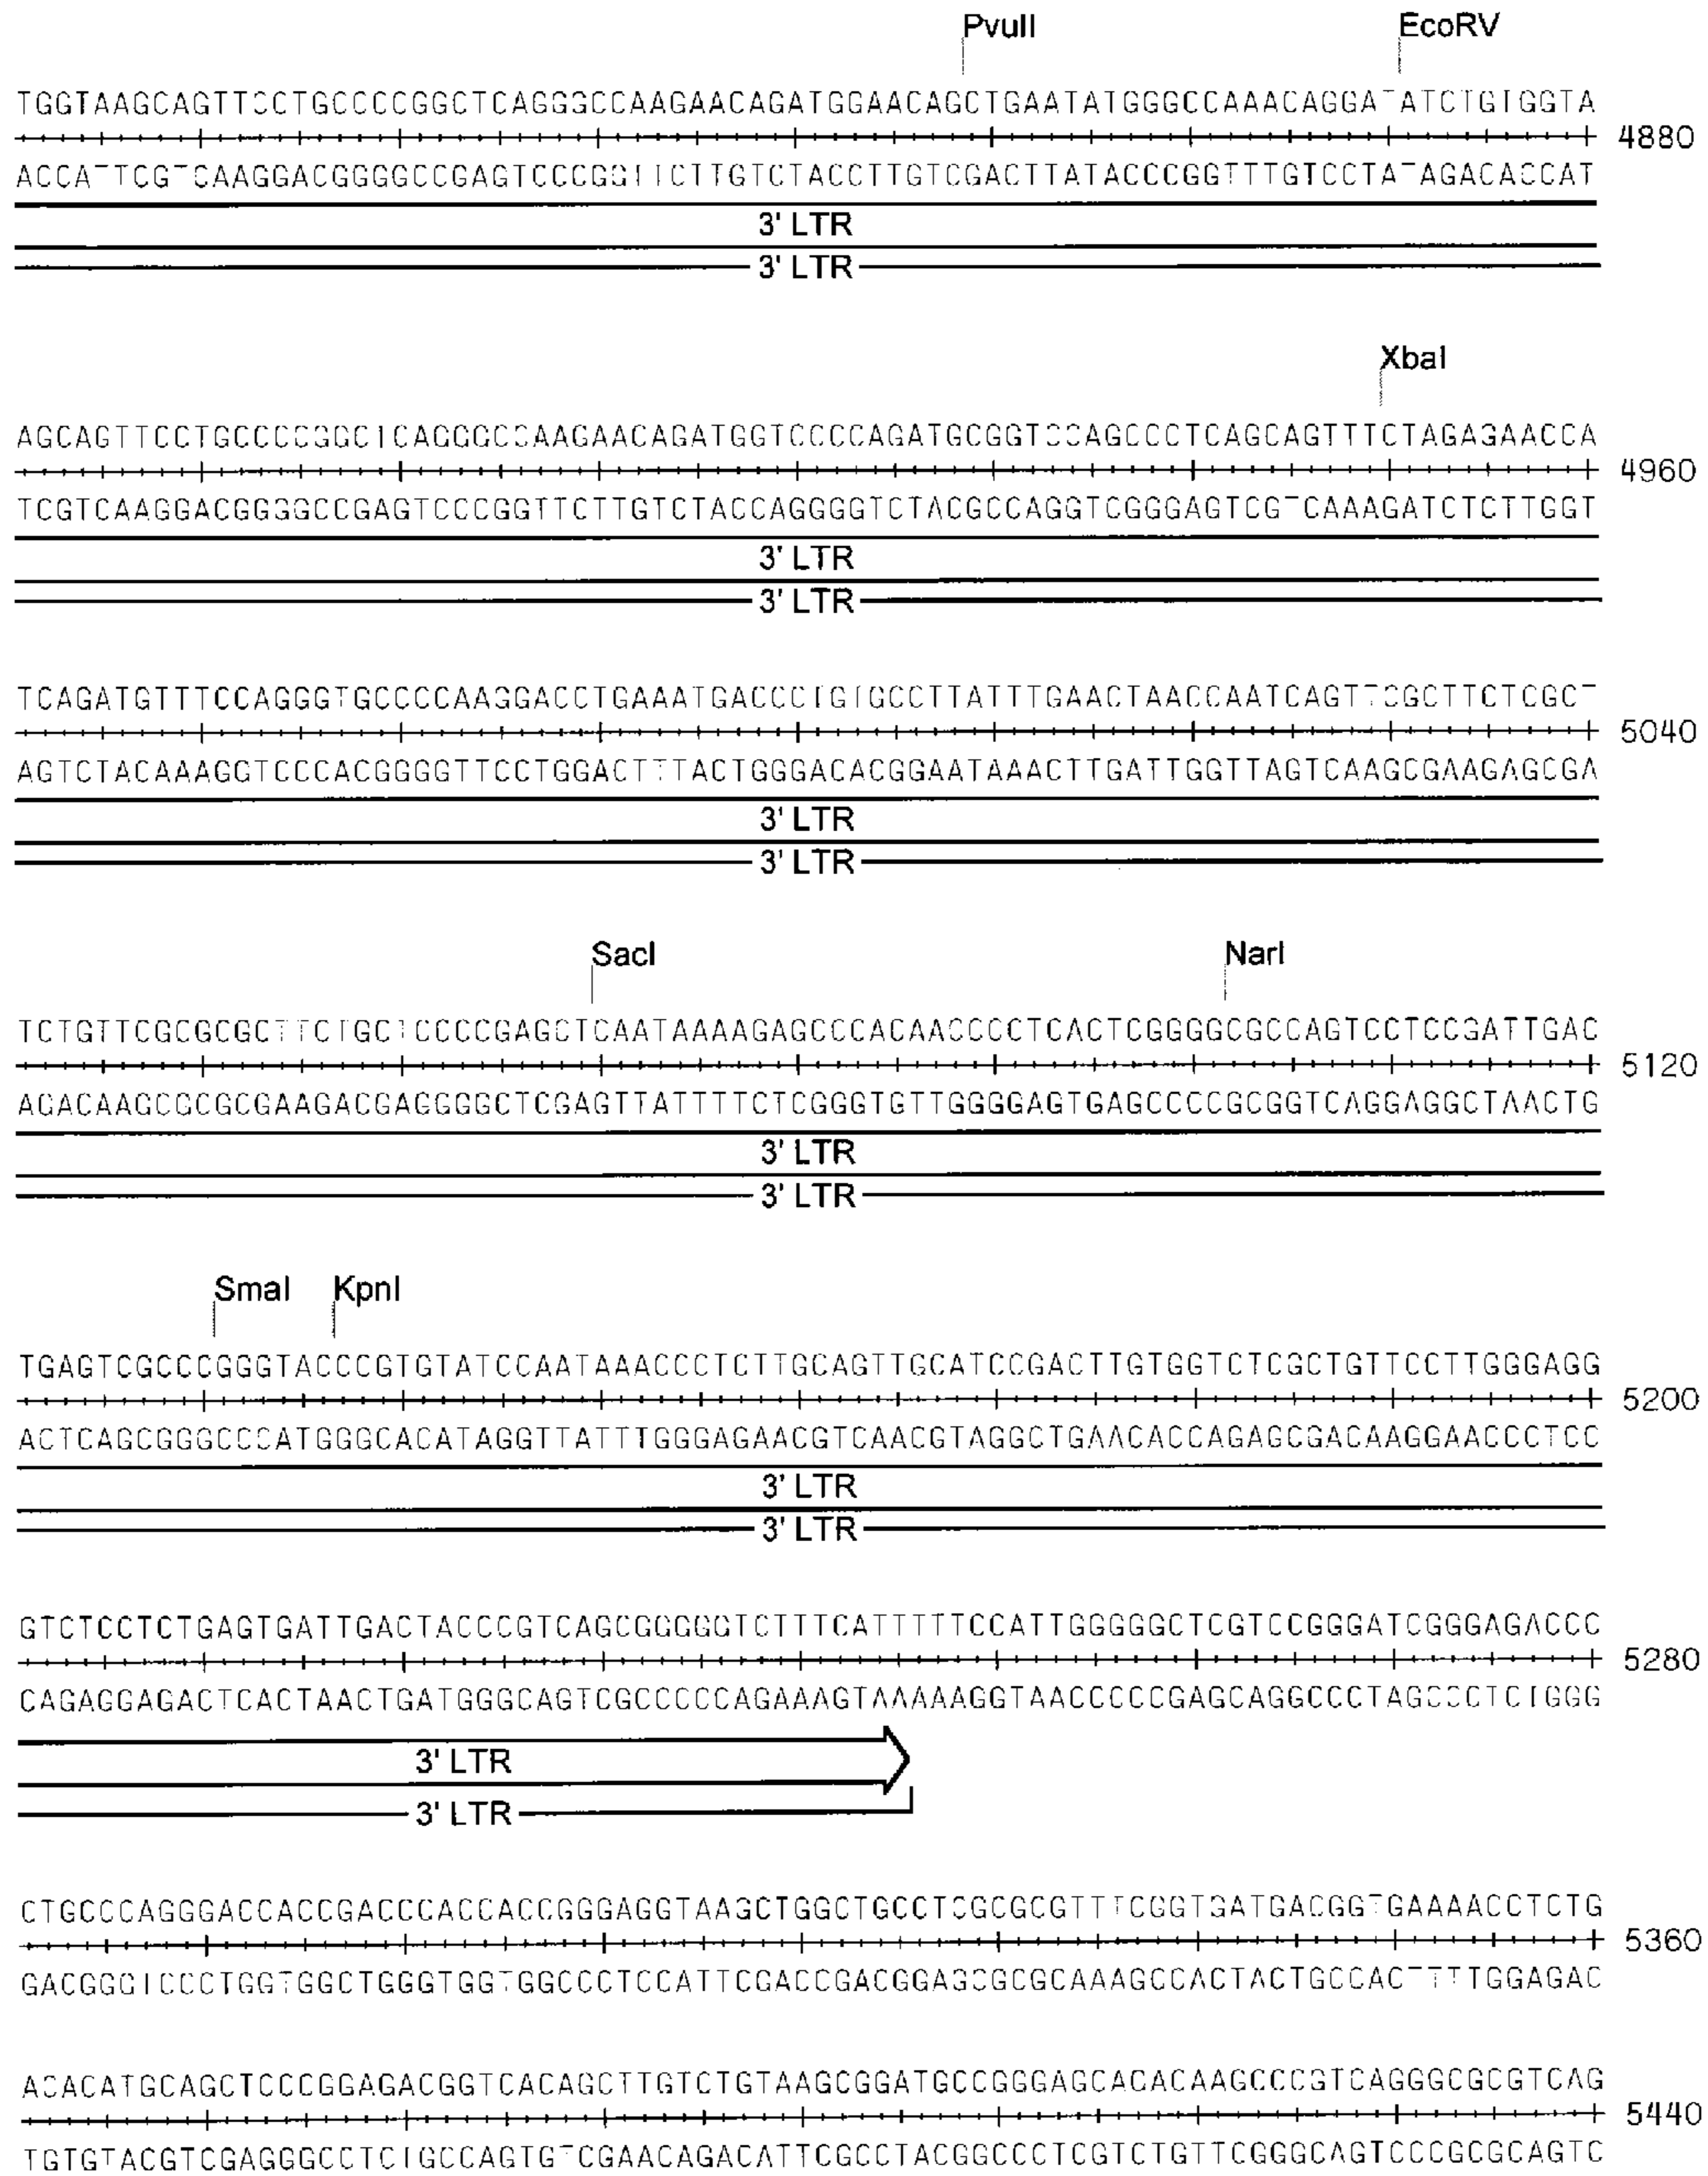 PvuII EcoRV
TGGTAAGCAGTTCCTGCCCCGGCTCAGGGCCAAGAACAGATGGAACAGCTGAATATGGGCCAAACAGGATATCTGTGGTA
4880
ACCATTCGTCAAGGACGGGGCCGAGTCCCGGTTCTTGTCTACCTTGTCGACTTATACCCGGTTTGTCCTATAGACACCAT
3' LTR
3' LTR
XbaI
AGCAGTTCCTGCCCCGGCTCAGGGCCAAGAACAGATGGTCCCCAGATGCGGTCCAGCCCTCAGCAGTTTCTAGAGAACCA
4960
TCGTCAAGGACGGGGCCGAGTCCCGGTTCTTGTCTACCAGGGGTCTACGCCAGGTCGGGAGTCGTCAAAGATCTCTTGGT
3' LTR
3' LTR
TCAGATGTTTCCAGGGTGCCCCAAGGACCTGAAATGACCCTGTGCCTTATTTGAACTAACCAATCAGTTCGCTTCTCGCT
5040
AGTCTACAAAGGTCCCACGGGGTTCCTGGACTTTACTGGGACACGGAATAAACTTGATTGGTTAGTCAAGCGAAGAGCGA
3' LTR
3' LTR
SacI NarI
TCTGTTCGCGCGCTTCTGCTCCCCGAGCTCAATAAAAGAGCCCACAACCCCTCACTCGGGGCGCCAGTCCTCCGATTGAC
5120
AGACAAGCGCGCGAAGACGAGGGGCTCGAGTTATTTTCTCGGGTGTTGGGGAGTGAGCCCCGCGGTCAGGAGGCTAACTG
3' LTR
3' LTR
SmaI KpnI
TGAGTCGCCCGGGTACCCGTGTATCCAATAAACCCTCTTGCAGTTGCATCCGACTTGTGGTCTCGCTGTTCCTTGGGAGG
5200
ACTCAGCGGGCCCATGGGCACATAGGTTATTTGGGAGAACGTCAACGTAGGCTGAACACCAGAGCGACAAGGAACCCTCC
3' LTR
3' LTR
GTCTCCTCTGAGTGATTGACTACCCGTCAGCGGGGGTCTTTCATTTTTCCATTGGGGGCTCGTCCGGGATCGGGAGACCC
5280
CAGAGGAGACTCACTAACTGATGGGCAGTCGCCCCCAGAAAGTAAAAAGGTAACCCCCGAGCAGGCCCTAGCCCTCTGGG
3' LTR
3' LTR
CTGCCCAGGGACCACCGACCCACCACCGGGAGGTAAGCTGGCTGCCTCGCGCGTTTCGGTGATGACGGTGAAAACCTCTG
5360
GACGGGTCCCTGGTGGCTGGGTGGTGGCCCTCCATTCGACCGACGGAGCGCGCAAAGCCACTACTGCCACTTTTGGAGAC
ACACATGCAGCTCCCGGAGACGGTCACAGCTTGTCTGTAAGCGGATGCCGGGAGCAGACAAGCCCGTCAGGGCGCGTCAG
5440
TGTGTACGTCGAGGGCCTCTGCCAGTGTCGAACAGACATTCGCCTACGGCCCTCGTCTGTTCGGGCAGTCCCGCGCAGTC